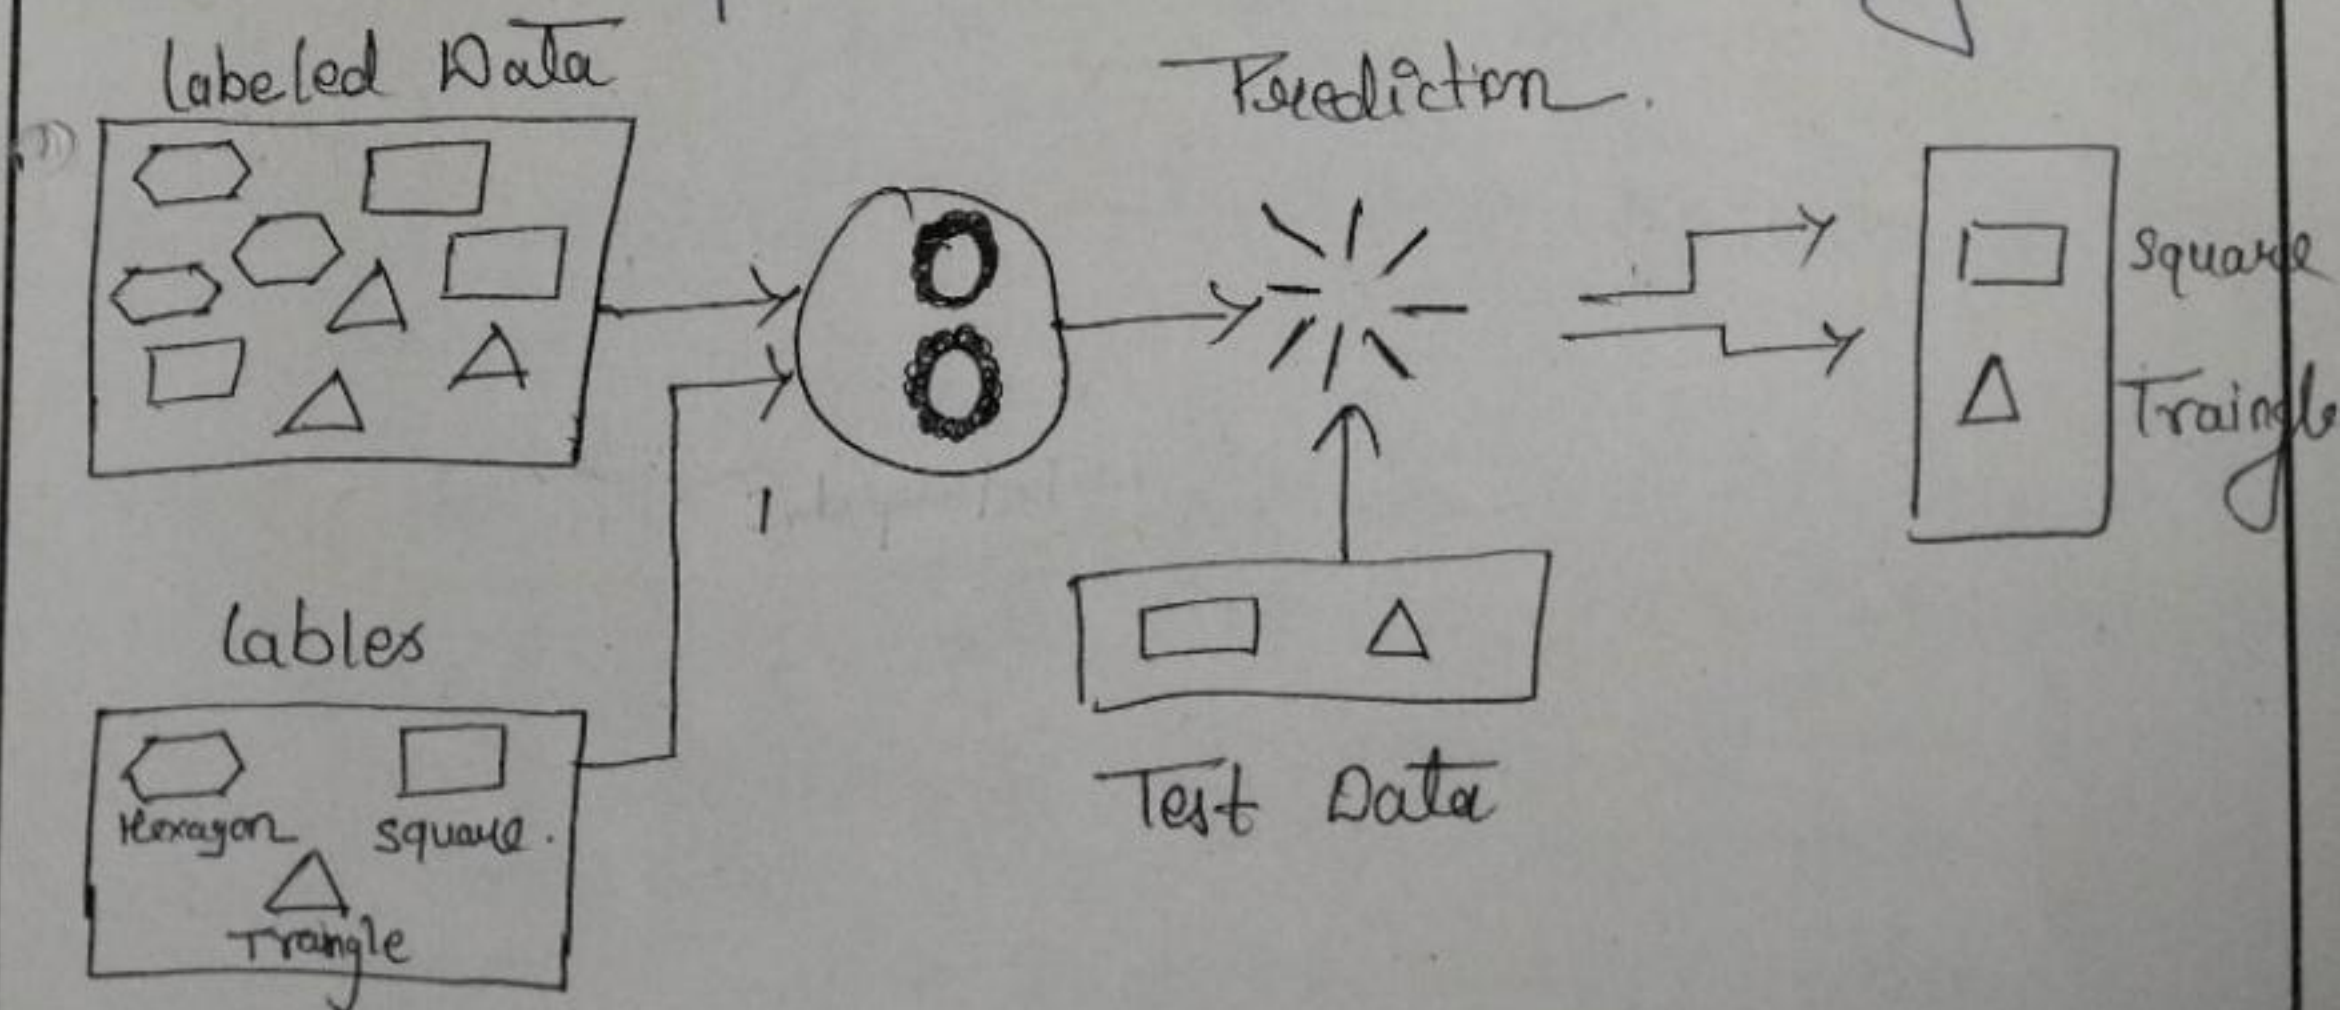 Labeled Data
Prediction.
Square
Traingle
Lables
Hexagon
Square.
Traingle
Test Data